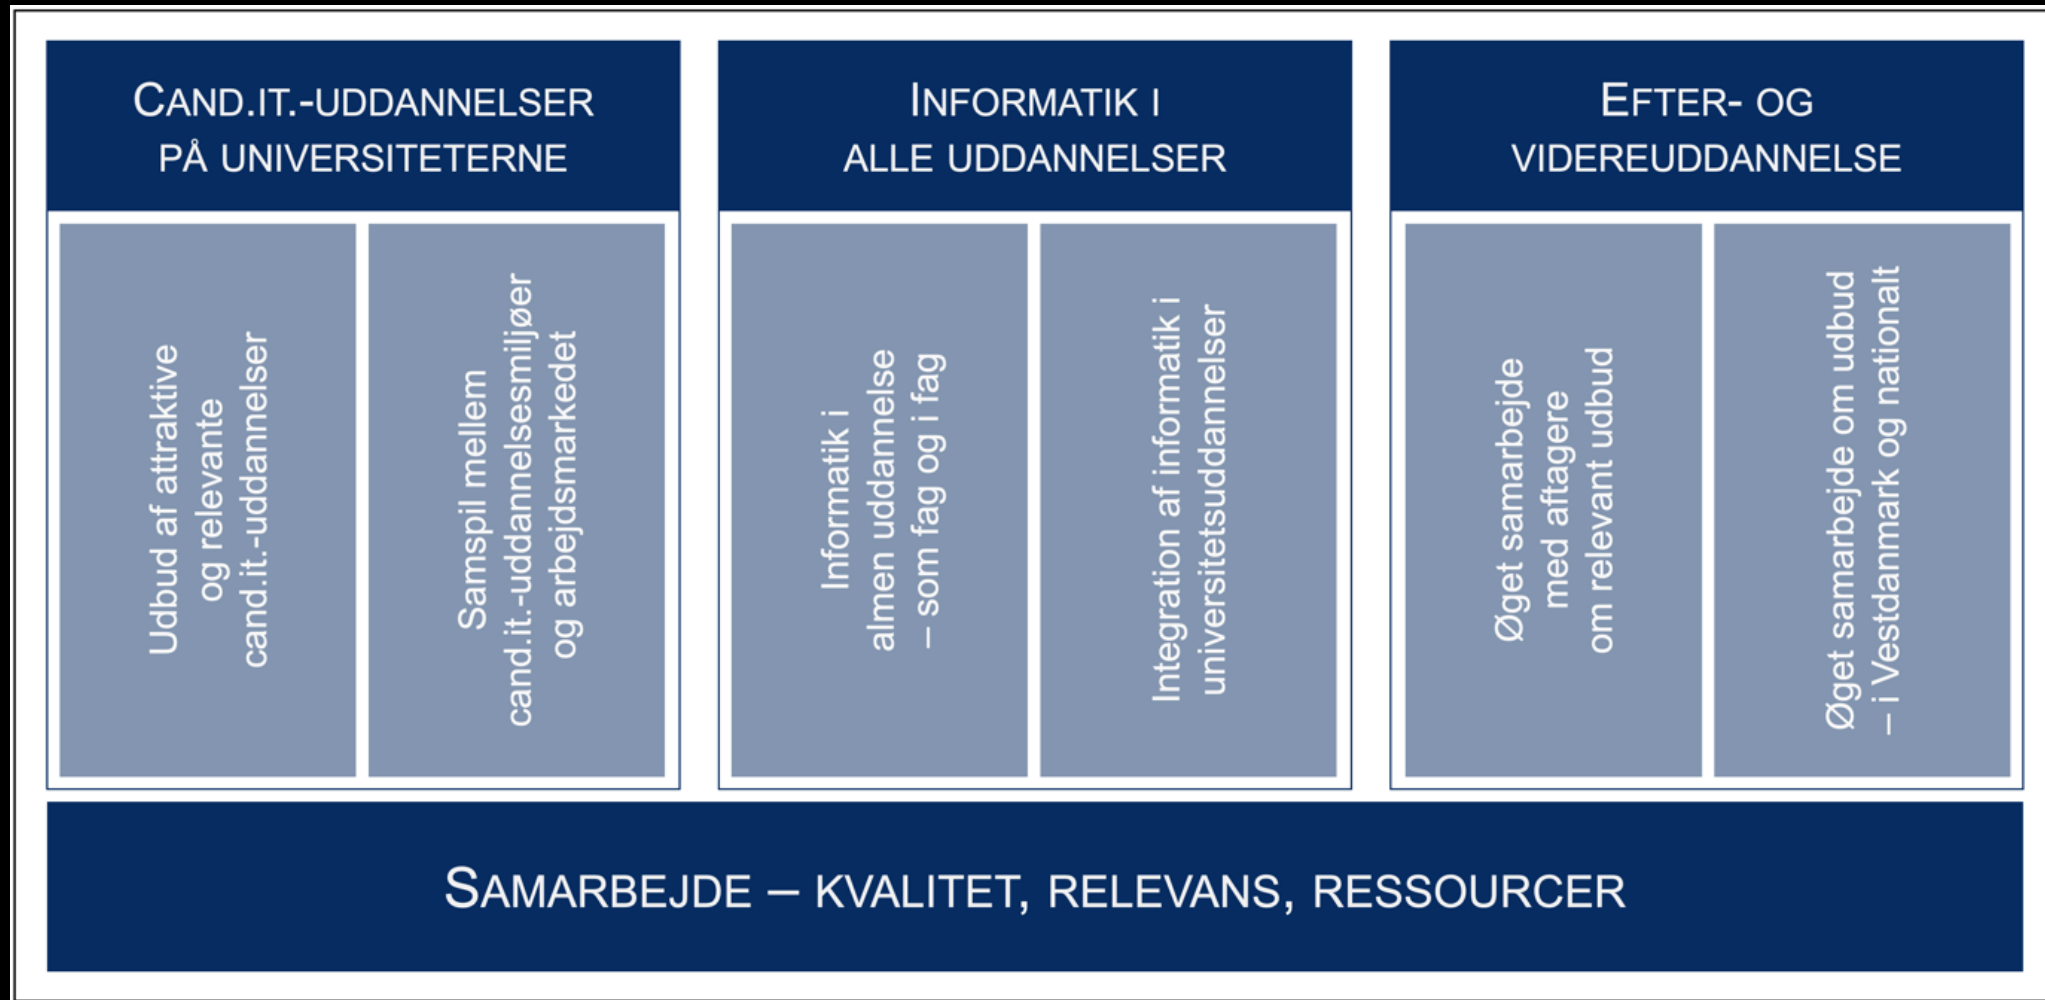 CAND.IT.-UDDANNELSER
PÅ UNIVERSITETERNE
Udbud af attraktive
og relevante
cand.it.-uddannelser
Samspil mellem
cand.it.-uddannelsesmiljøer
og arbejdsmarkedet
INFORMATIK I
ALLE UDDANNELSER
Informatik i
almen uddannelse
– som fag og i fag
Integration af informatik i
universitetsuddannelser
EFTER- OG
VIDEREUDDANNELSE
Øget samarbejde
med aftagere
om relevant udbud
Øget samarbejde om udbud
– i Vestdanmark og nationalt
SAMARBEJDE – KVALITET, RELEVANS, RESSOURCER